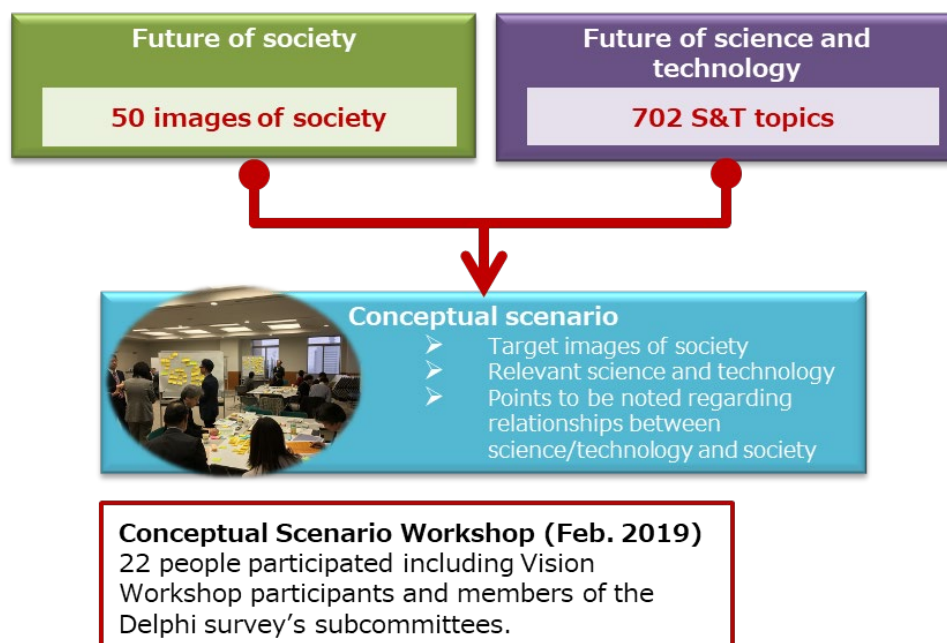 Future of society
50 images of society
Future of science and
technology
702 S&T topics
Conceptual scenario
➢ Target images of society
➢ Relevant science and technology
➢ Points to be noted regarding
relationships between
science/technology and society
Conceptual Scenario Workshop (Feb. 2019)
22 people participated including Vision
Workshop participants and members of the
Delphi survey’s subcommittees.